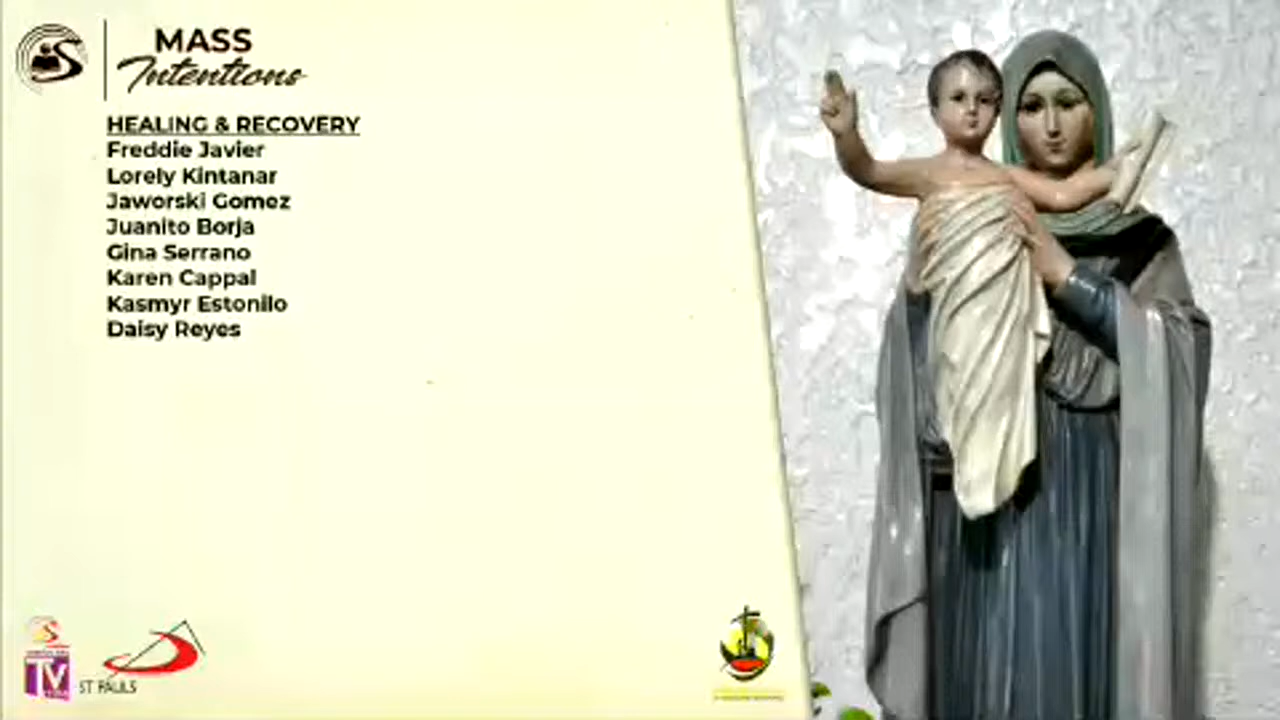 MASS
Intentions
HEALING & RECOVERY
Freddie Javier
Lorely Kintanar
Jaworski Gomez
Juanito Borja
Gina Serrano
Karen Cappal
Kasmyr Estonilo
Daisy Reyes
TV
ST PAULS